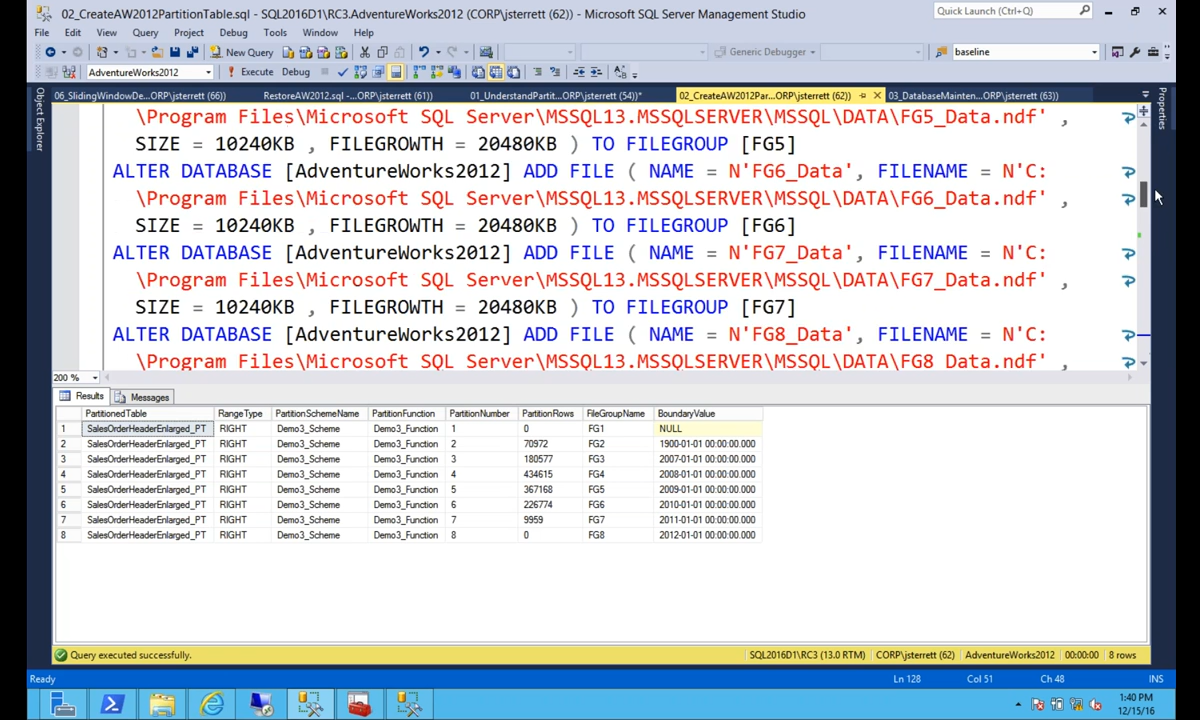 02_CreateAW2012PartitionTable.sql - SQL2016D1\RC3.AdventureWorks2012 (CORP\jsterrett (62)) - Microsoft SQL Server Management Studio
Quick Launch (Ctrl+Q)
File Edit View Query Project Debug Tools Window Help
New Query
Generic Debugger
baseline
AdventureWorks2012
Execute Debug
06_SlidingWindowDe...ORP\jsterrett (66)) RestoreAW2012.sql -...ORP\jsterrett (61)) 01_UnderstandPartit...ORP\jsterrett (54))* 02_CreateAW2012Par...ORP\jsterrett (62)) 03_DatabaseMainten...ORP\jsterrett (63))
Object Explorer
Properties
\Program Files\Microsoft SQL Server\MSSQL13.MSSQLSERVER\MSSQL\DATA\FG5_Data.ndf' ,
SIZE = 10240KB , FILEGROWTH = 20480KB ) TO FILEGROUP [FG5]
ALTER DATABASE [AdventureWorks2012] ADD FILE ( NAME = N'FG6_Data', FILENAME = N'C:
\Program Files\Microsoft SQL Server\MSSQL13.MSSQLSERVER\MSSQL\DATA\FG6_Data.ndf' ,
SIZE = 10240KB , FILEGROWTH = 20480KB ) TO FILEGROUP [FG6]
ALTER DATABASE [AdventureWorks2012] ADD FILE ( NAME = N'FG7_Data', FILENAME = N'C:
\Program Files\Microsoft SQL Server\MSSQL13.MSSQLSERVER\MSSQL\DATA\FG7_Data.ndf' ,
SIZE = 10240KB , FILEGROWTH = 20480KB ) TO FILEGROUP [FG7]
ALTER DATABASE [AdventureWorks2012] ADD FILE ( NAME = N'FG8_Data', FILENAME = N'C:
\Program Files\Microsoft SQL Server\MSSQL13.MSSQLSERVER\MSSQL\DATA\FG8_Data.ndf' ,
200 %
Results Messages
PartitionedTable RangeType PartitionSchemeName PartitionFunction PartitionNumber PartitionRows FileGroupName BoundaryValue
1 SalesOrderHeaderEnlarged_PT RIGHT Demo3_Scheme Demo3_Function 1 0 FG1 NULL
2 SalesOrderHeaderEnlarged_PT RIGHT Demo3_Scheme Demo3_Function 2 70972 FG2 1900-01-01 00:00:00.000
3 SalesOrderHeaderEnlarged_PT RIGHT Demo3_Scheme Demo3_Function 3 180577 FG3 2007-01-01 00:00:00.000
4 SalesOrderHeaderEnlarged_PT RIGHT Demo3_Scheme Demo3_Function 4 434615 FG4 2008-01-01 00:00:00.000
5 SalesOrderHeaderEnlarged_PT RIGHT Demo3_Scheme Demo3_Function 5 367168 FG5 2009-01-01 00:00:00.000
6 SalesOrderHeaderEnlarged_PT RIGHT Demo3_Scheme Demo3_Function 6 226774 FG6 2010-01-01 00:00:00.000
7 SalesOrderHeaderEnlarged_PT RIGHT Demo3_Scheme Demo3_Function 7 9959 FG7 2011-01-01 00:00:00.000
8 SalesOrderHeaderEnlarged_PT RIGHT Demo3_Scheme Demo3_Function 8 0 FG8 2012-01-01 00:00:00.000
Query executed successfully.
SQL2016D1\RC3 (13.0 RTM) CORP\jsterrett (62) AdventureWorks2012 00:00:00 8 rows
Ready
Ln 128 Col 51 Ch 48 INS
1:40 PM
12/15/16